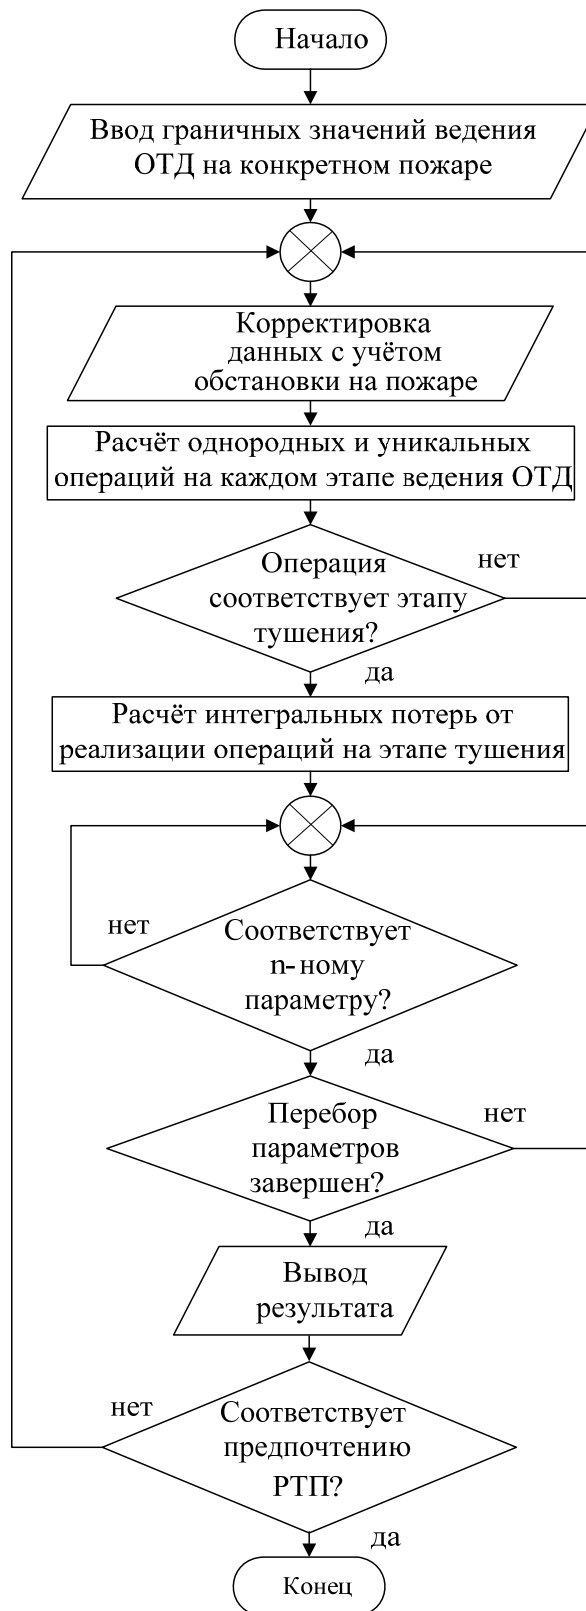 Начало
Ввод граничных значений ведения
ОТД на конкретном пожаре
Корректировка
данных с учётом
обстановки на пожаре
Расчёт однородных и уникальных
операций на каждом этапе ведения ОТД
Операция
соответствует этапу
тушения?
нет
да
Расчёт интегральных потерь от
реализации операций на этапе тушения
нет
Соответствует
n-ному
параметру?
да
Перебор
параметров
завершен?
нет
да
Вывод
результата
нет
Соответствует
предпочтению
РТП?
да
Конец